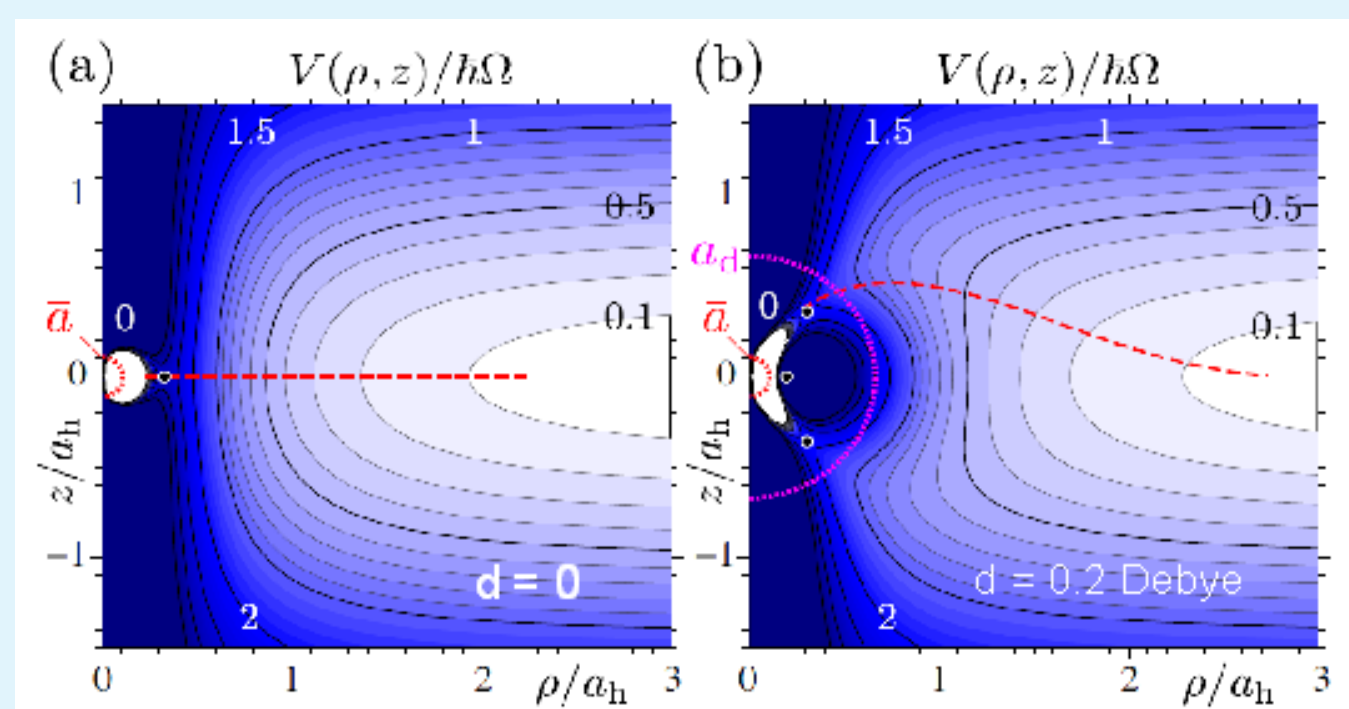 (a) V(ρ, z)/ħΩ
1.5 1
1
0.5
0
ā
0.1
0
z/a_h
−1
d = 0
2
0 1 2 3
ρ/a_h
(b) V(ρ, z)/ħΩ
1.5 1
1
0.5
a_d
0
ā
0.1
0
z/a_h
−1
d = 0.2 Debye
2
0 1 2 3
ρ/a_h